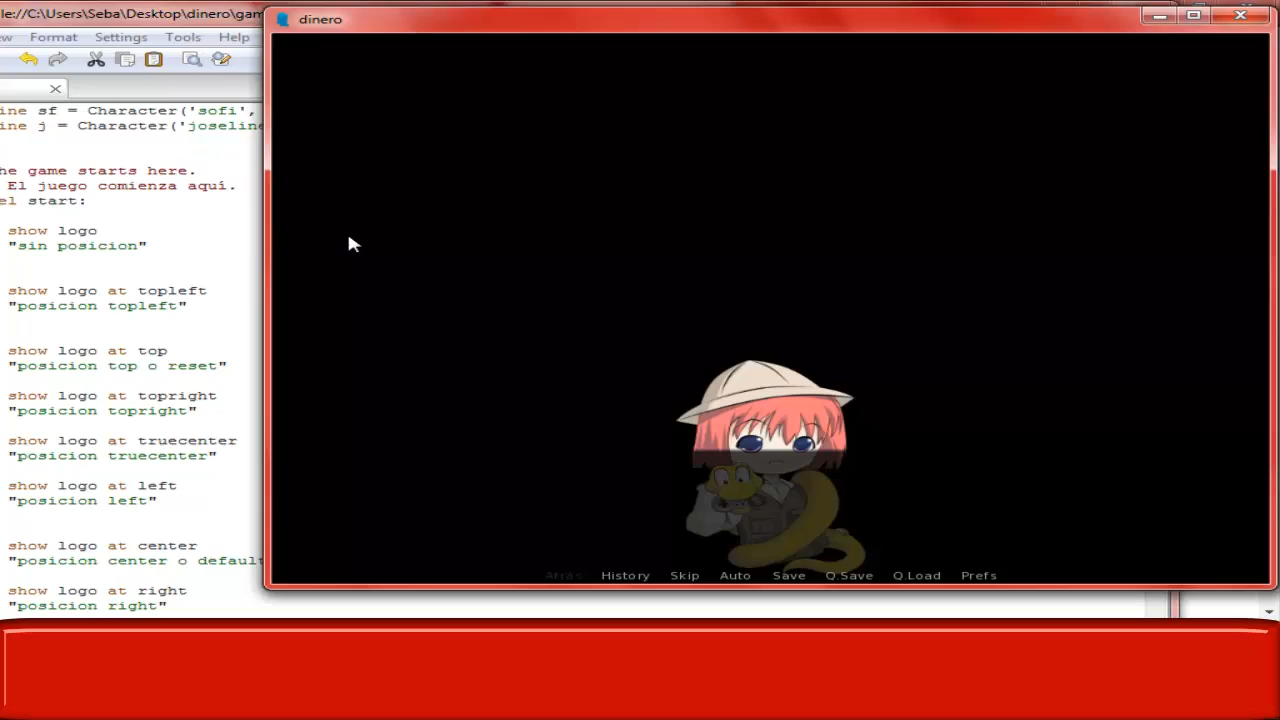 le://C:\Users\Seba\Desktop\dinero\gam
dinero
ew Format Settings Tools Help
ine sf = Character('sofi',
ine j = Character('joseline
he game starts here.
El juego comienza aquí.
el start:
show logo
"sin posicion"
show logo at topleft
"posicion topleft"
show logo at top
"posicion top o reset"
show logo at topright
"posicion topright"
show logo at truecenter
"posicion truecenter"
show logo at left
"posicion left"
show logo at center
"posicion center o default
show logo at right
"posicion right"
Atrás History Skip Auto Save Q.Save Q.Load Prefs